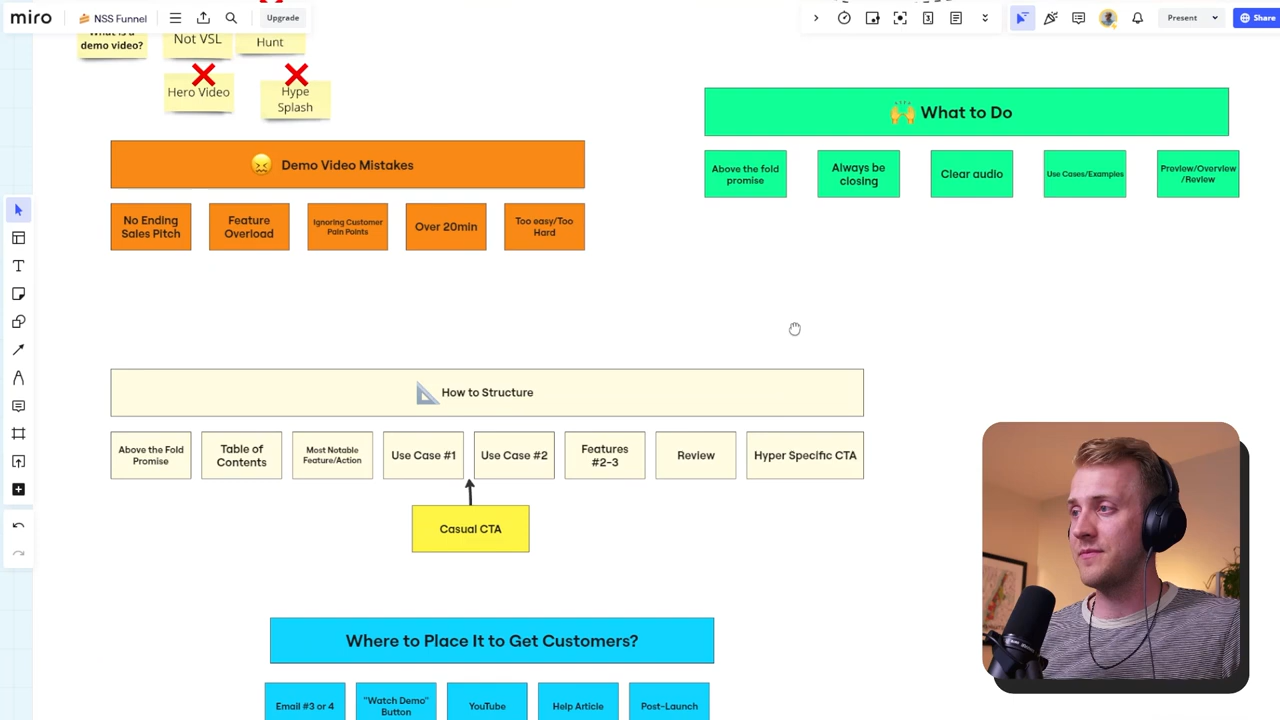 miro
NSS Funnel
Upgrade
3
Present
Share
What is a
demo video?
Not VSL
Hunt
Hero Video
Hype
Splash
Demo Video Mistakes
No Ending
Sales Pitch
Feature
Overload
Ignoring Customer
Pain Points
Over 20min
Too easy/Too
Hard
What to Do
Above the fold
promise
Always be
closing
Clear audio
Use Cases/Examples
Preview/Overview
/Review
How to Structure
Above the Fold
Promise
Table of
Contents
Most Notable
Feature/Action
Use Case #1
Use Case #2
Features
#2-3
Review
Hyper Specific CTA
Casual CTA
Where to Place It to Get Customers?
Email #3 or 4
"Watch Demo"
Button
YouTube
Help Article
Post-Launch